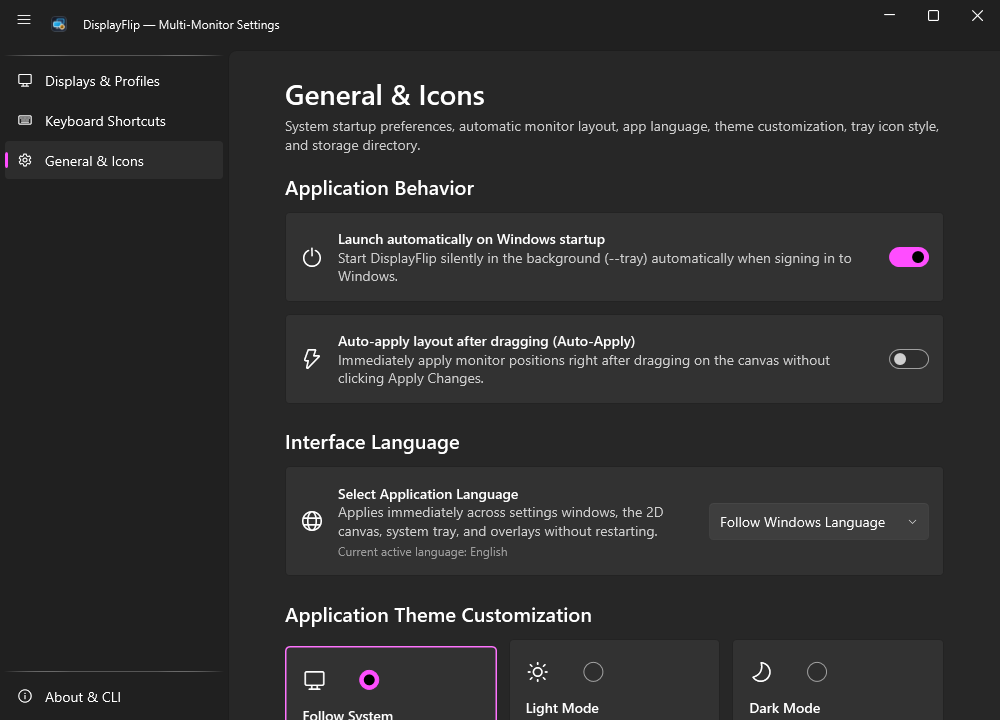 DisplayFlip — Multi-Monitor Settings
Displays & Profiles
Keyboard Shortcuts
General & Icons
About & CLI
General & Icons
System startup preferences, automatic monitor layout, app language, theme customization, tray icon style,
and storage directory.
Application Behavior
Launch automatically on Windows startup
Start DisplayFlip silently in the background (--tray) automatically when signing in to
Windows.
Auto-apply layout after dragging (Auto-Apply)
Immediately apply monitor positions right after dragging on the canvas without
clicking Apply Changes.
Interface Language
Select Application Language
Applies immediately across settings windows, the 2D
canvas, system tray, and overlays without restarting.
Current active language: English
Follow Windows Language
Application Theme Customization
Follow System
Light Mode
Dark Mode